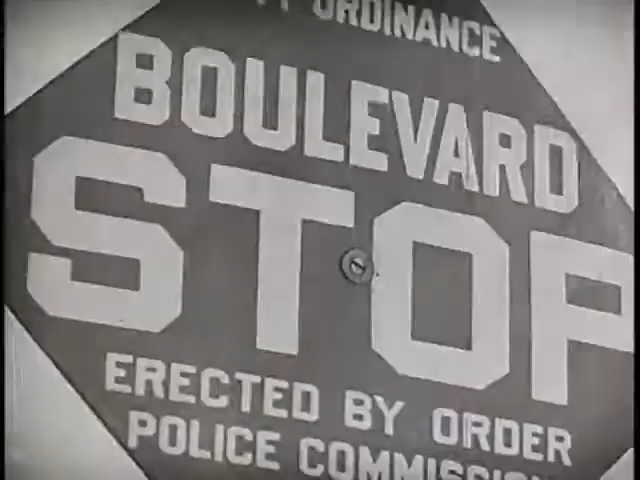 ORDINANCE
BOULEVARD
STOP
ERECTED BY ORDER
POLICE